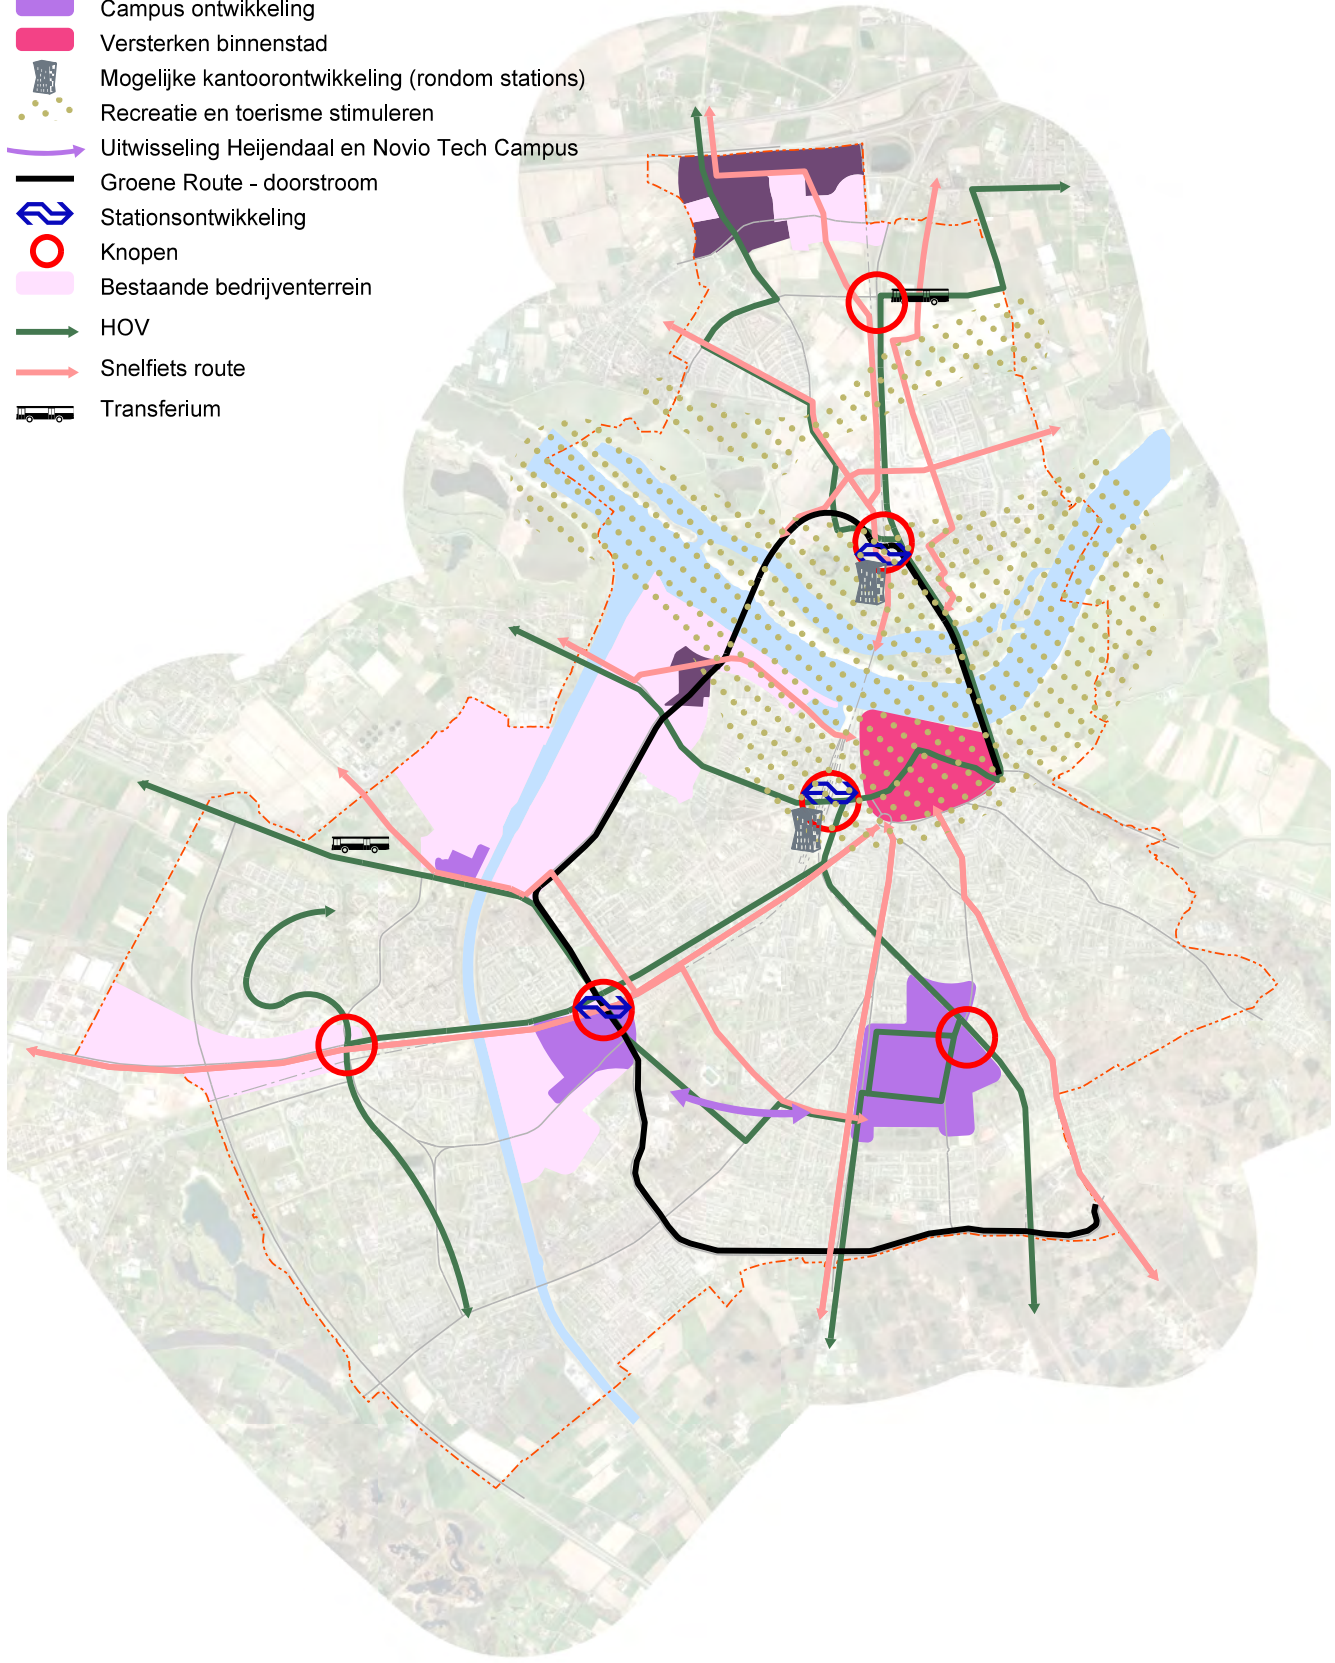 Campus ontwikkeling
Versterken binnenstad
Mogelijke kantoorontwikkeling (rondom stations)
Recreatie en toerisme stimuleren
Uitwisseling Heijendaal en Novio Tech Campus
Groene Route - doorstroom
Stationsontwikkeling
Knopen
Bestaande bedrijventerrein
HOV
Snelfiets route
Transferium